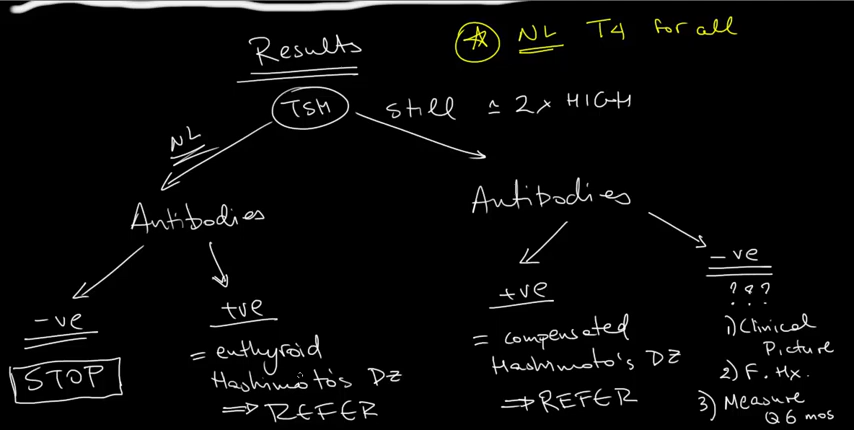 Results
☆ NL T4 for all
TSH still ≃ 2x HIGH
NL
Antibodies
Antibodies
-ve
STOP
+ve
= euthyroid
Hashimoto's DZ
⇒ REFER
+ve
= compensated
Hashimoto's DZ
⇒ REFER
-ve
? ? ?
1) Clinical
Picture
2) F. Hx.
3) Measure
Q6 mos